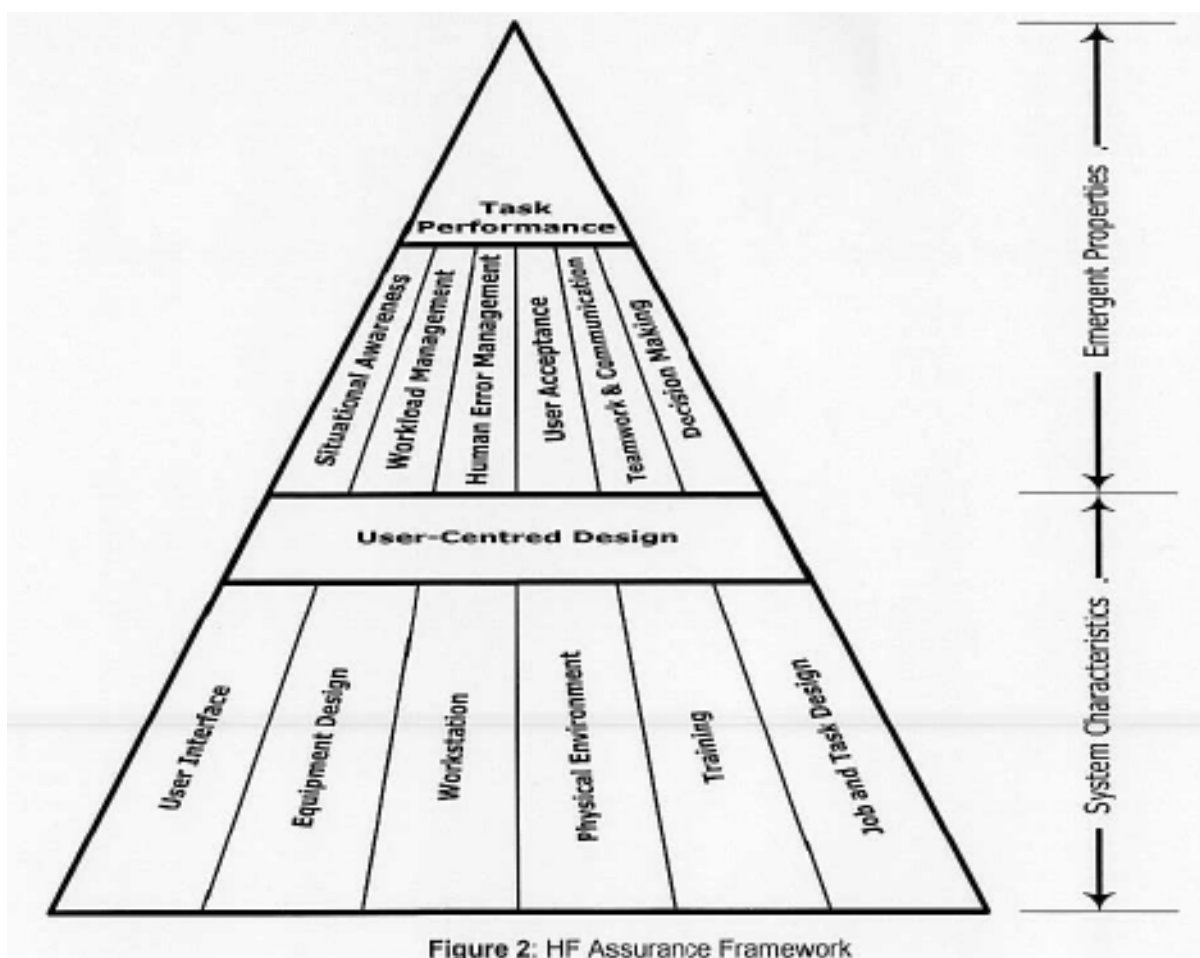 Task
Performance
Situational Awareness
Workload Management
Human Error Management
User Acceptance
Teamwork & Communication
Decision Making
User-Centred Design
User Interface
Equipment Design
Workstation
Physical Environment
Training
Job and Task Design
Emergent Properties
System Characteristics
Figure 2: HF Assurance Framework